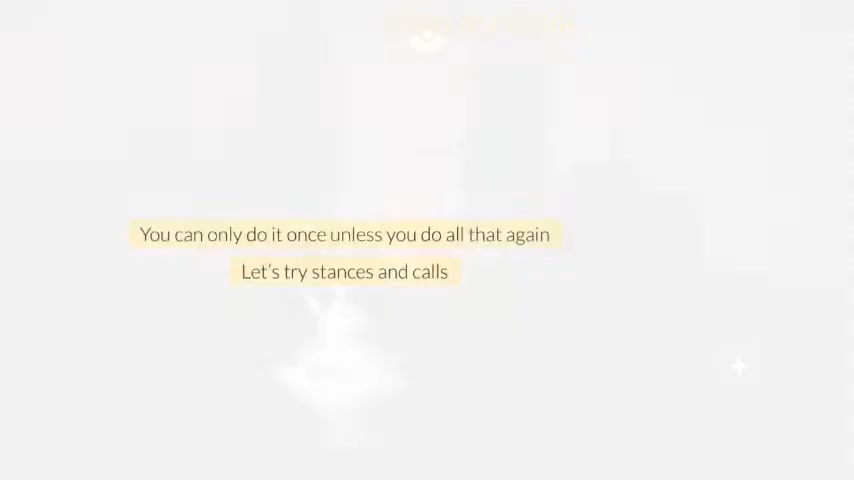 You can only do it once unless you do all that again
Let's try stances and calls